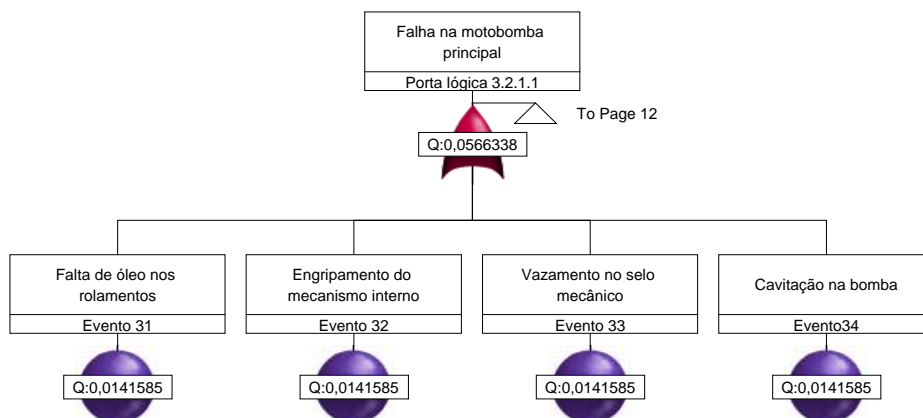 Falha na motobomba
principal
Porta lógica 3.2.1.1
To Page 12
Q:0,0566338
Falta de óleo nos
rolamentos
Evento 31
Q:0,0141585
Engripamento do
mecanismo interno
Evento 32
Q:0,0141585
Vazamento no selo
mecânico
Evento 33
Q:0,0141585
Cavitação na bomba
Evento34
Q:0,0141585